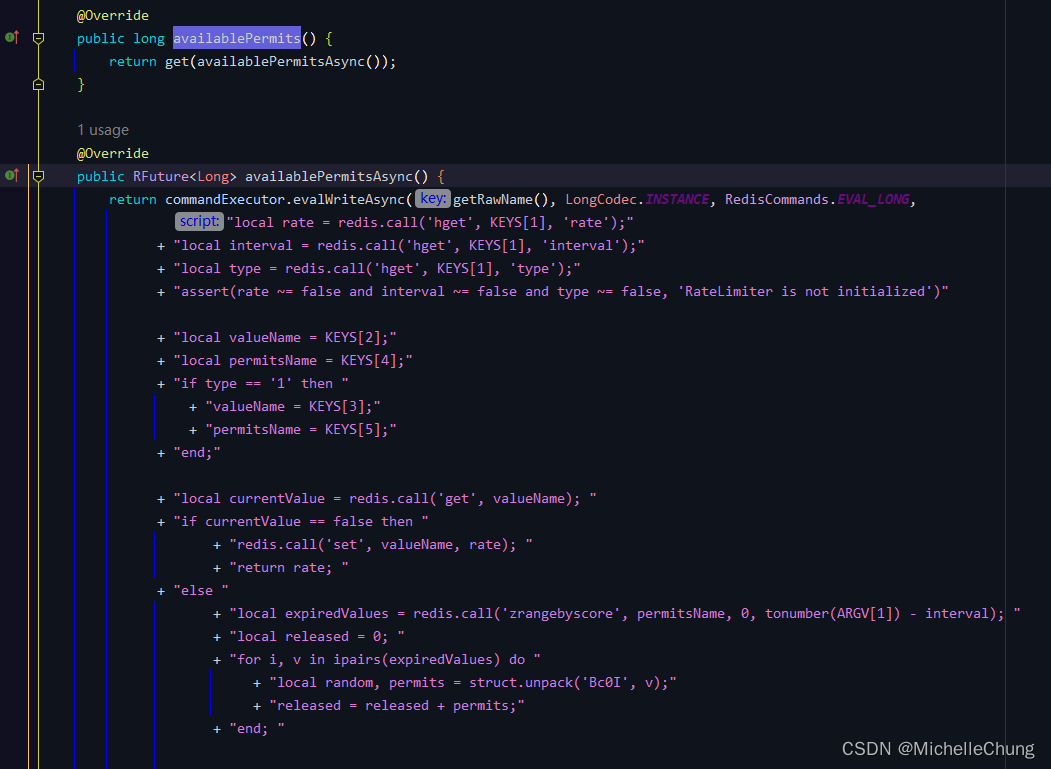 @Override
public long availablePermits() {
return get(availablePermitsAsync());
}
1 usage
@Override
public RFuture<Long> availablePermitsAsync() {
return commandExecutor.evalWriteAsync( key: getRawName(), LongCodec.INSTANCE, RedisCommands.EVAL_LONG,
script: "local rate = redis.call('hget', KEYS[1], 'rate');"
+ "local interval = redis.call('hget', KEYS[1], 'interval');"
+ "local type = redis.call('hget', KEYS[1], 'type');"
+ "assert(rate ~= false and interval ~= false and type ~= false, 'RateLimiter is not initialized')"
+ "local valueName = KEYS[2];"
+ "local permitsName = KEYS[4];"
+ "if type == '1' then "
+ "valueName = KEYS[3];"
+ "permitsName = KEYS[5];"
+ "end;"
+ "local currentValue = redis.call('get', valueName); "
+ "if currentValue == false then "
+ "redis.call('set', valueName, rate); "
+ "return rate; "
+ "else "
+ "local expiredValues = redis.call('zrangebyscore', permitsName, 0, tonumber(ARGV[1]) - interval); "
+ "local released = 0; "
+ "for i, v in ipairs(expiredValues) do "
+ "local random, permits = struct.unpack('Bc0I', v);"
+ "released = released + permits;"
+ "end; "
CSDN @MichelleChung